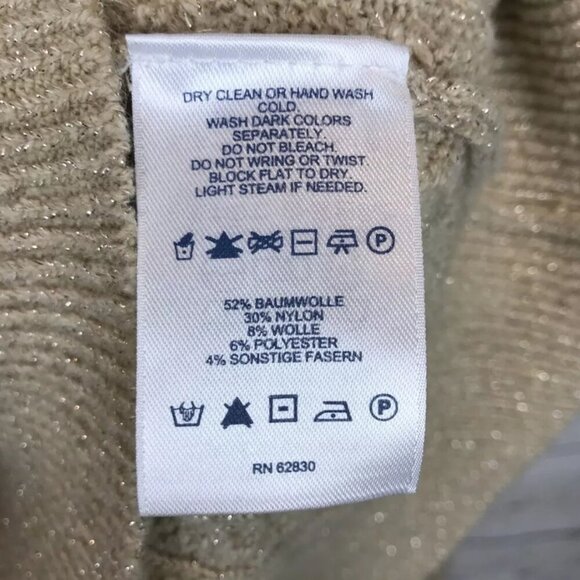 DRY CLEAN OR HAND WASH
COLD.
WASH DARK COLORS
SEPARATELY.
DO NOT BLEACH.
DO NOT WRING OR TWIST.
BLOCK FLAT TO DRY.
LIGHT STEAM IF NEEDED.
P
52% BAUMWOLLE
30% NYLON
8% WOLLE
6% POLYESTER
4% SONSTIGE FASERN
P
RN 62830